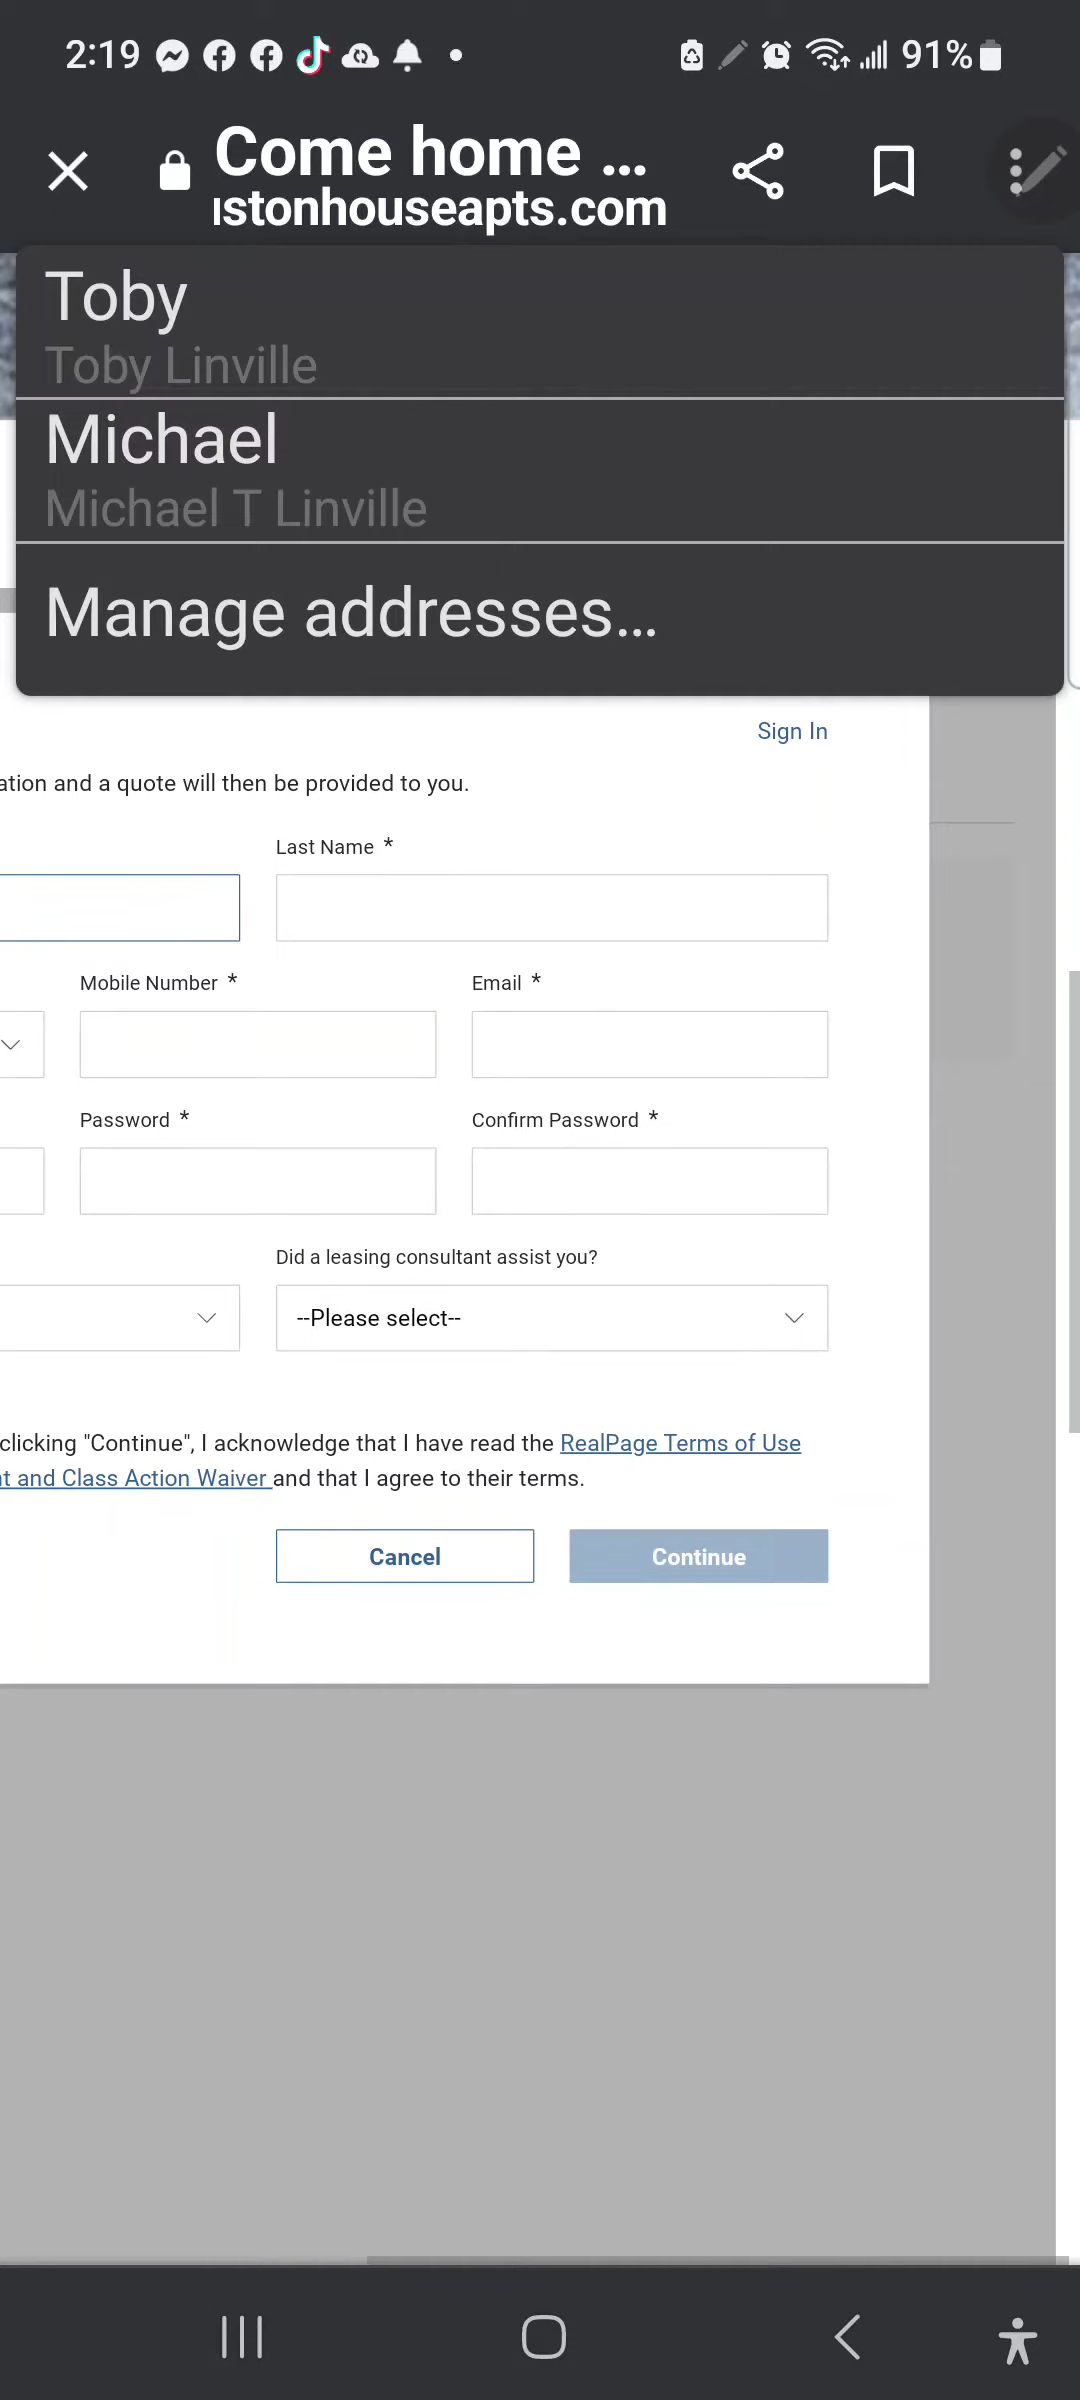 2:19
91%
Come home ...
istonhouseapts.com
Toby
Toby Linville
Michael
Michael T Linville
Manage addresses...
Sign In
ation and a quote will then be provided to you.
Last Name *
Mobile Number *
Email *
Password *
Confirm Password *
Did a leasing consultant assist you?
--Please select--
clicking "Continue", I acknowledge that I have read the RealPage Terms of Use
t and Class Action Waiver and that I agree to their terms.
Cancel
Continue